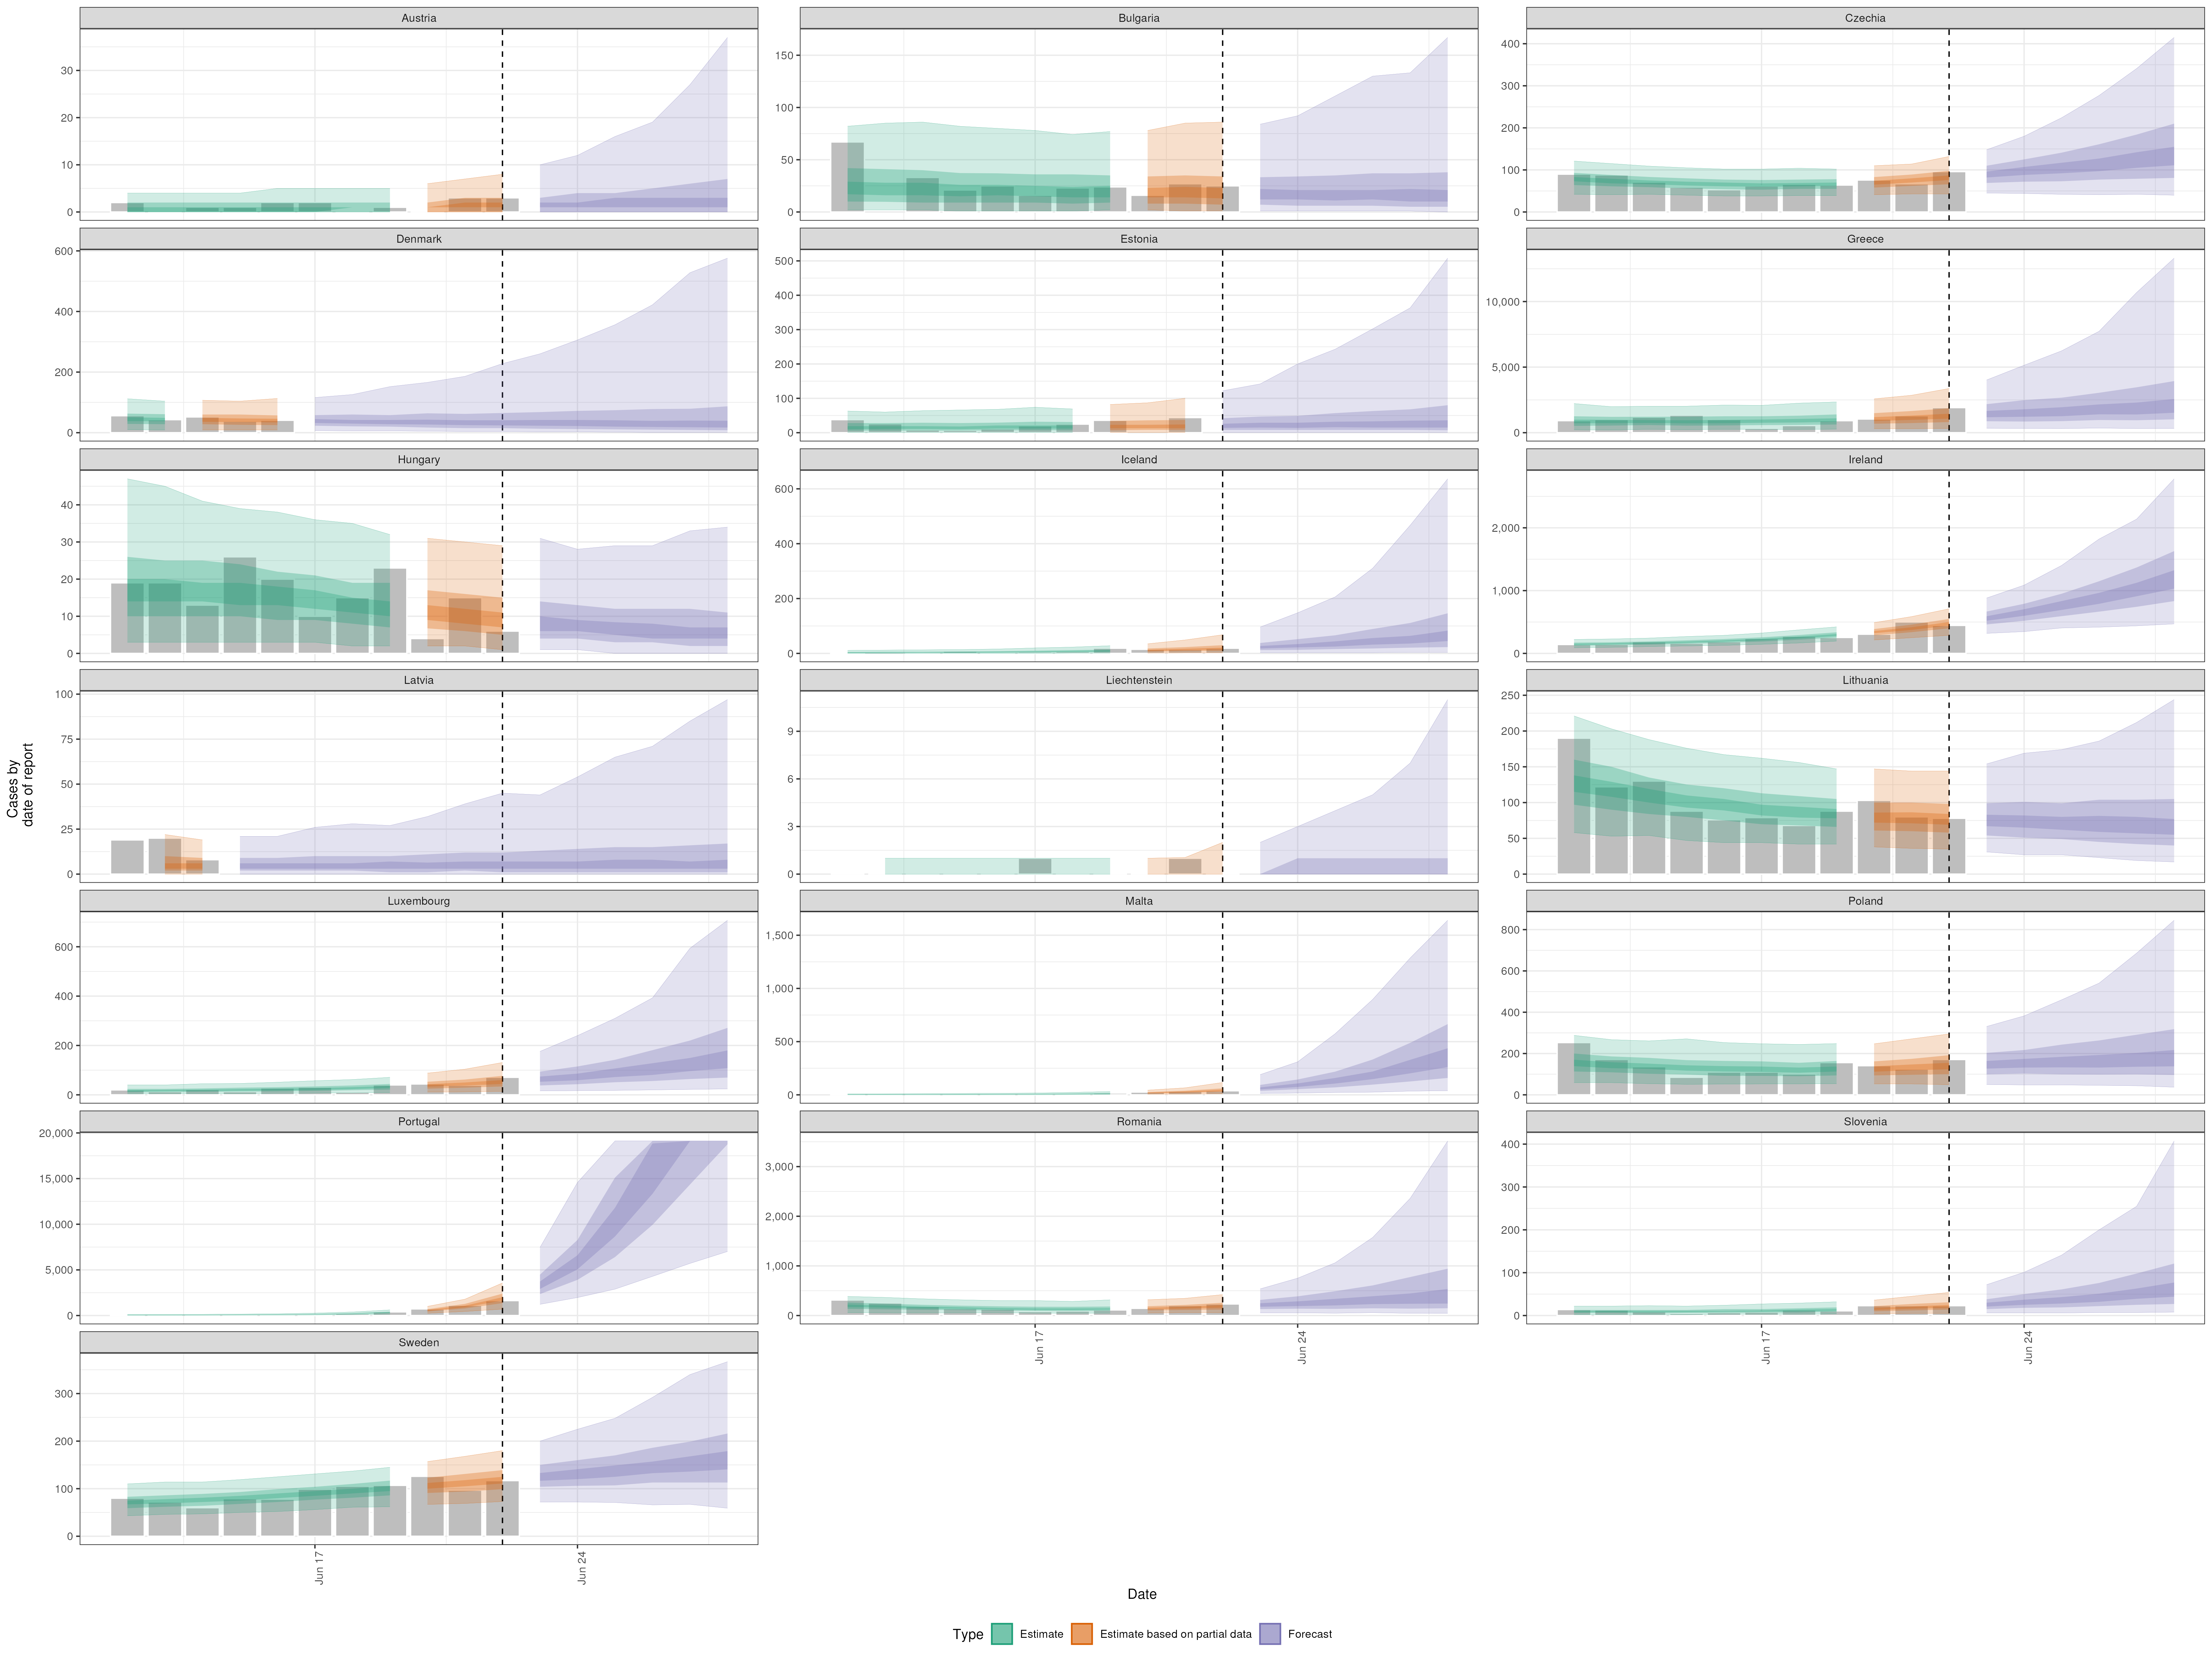 Austria
30
20
10
0
Bulgaria
150
100
50
0
Czechia
400
300
200
100
0
Denmark
600
400
200
0
Estonia
500
400
300
200
100
0
Greece
10,000
5,000
0
Hungary
40
30
20
10
0
Iceland
600
400
200
0
Ireland
2,000
1,000
0
Latvia
100
75
50
25
0
Liechtenstein
9
6
3
0
Lithuania
250
200
150
100
50
0
Luxembourg
600
400
200
0
Malta
1,500
1,000
500
0
Poland
800
600
400
200
0
Portugal
20,000
15,000
10,000
5,000
0
Romania
3,000
2,000
1,000
0
Jun 17
Jun 24
Slovenia
400
300
200
100
0
Jun 17
Jun 24
Sweden
300
200
100
0
Jun 17
Jun 24
Cases by
date of report
Date
Type Estimate Estimate based on partial data Forecast